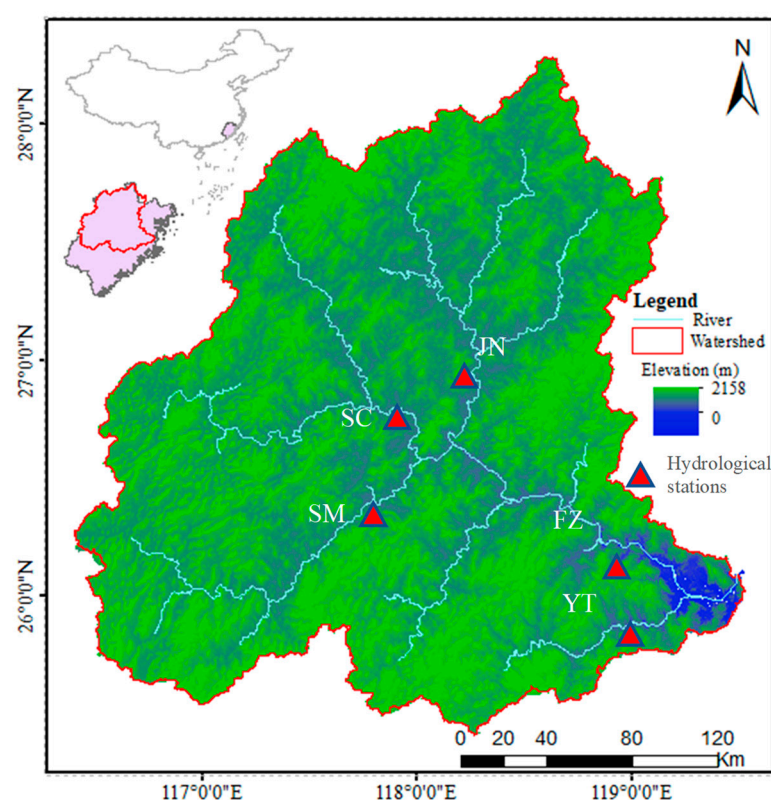 N
28°0'0"N
27°0'0"N
26°0'0"N
JN
SC
SM
FZ
YT
Legend
River
Watershed
Elevation (m)
2158
0
Hydrological
stations
0 20 40 80 120
Km
117°0'0"E 118°0'0"E 119°0'0"E